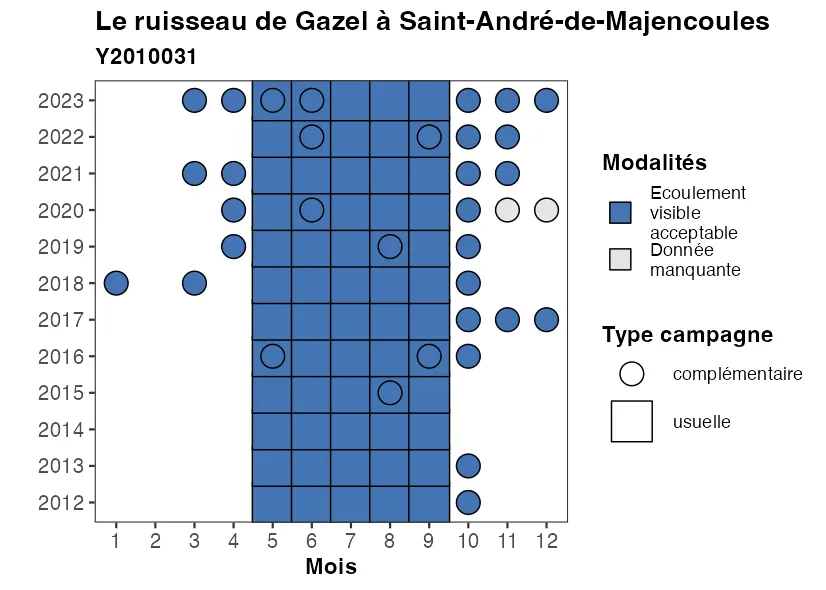 Le ruisseau de Gazel à Saint-André-de-Majencoules
Y2010031
2023
2022
2021
2020
2019
2018
2017
2016
2015
2014
2013
2012
1 2 3 4 5 6 7 8 9 10 11 12
Mois
Modalités
Ecoulement
visible
acceptable
Donnée
manquante
Type campagne
complémentaire
usuelle